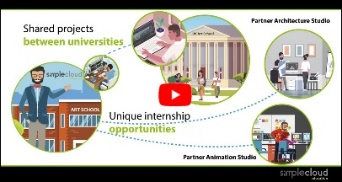 Shared projects
between universities
Partner Architecture Studio
simplecloud
ART SCHOOL
Unique internship
opportunities
Partner Animation Studio
simplecloud